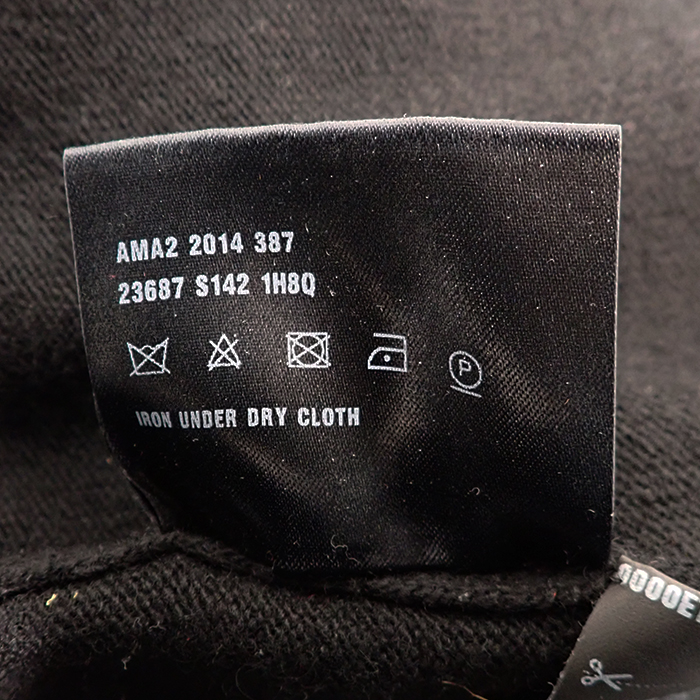 AMA2 2014 387
23687 S142 1H8Q
P
IRON UNDER DRY CLOTH